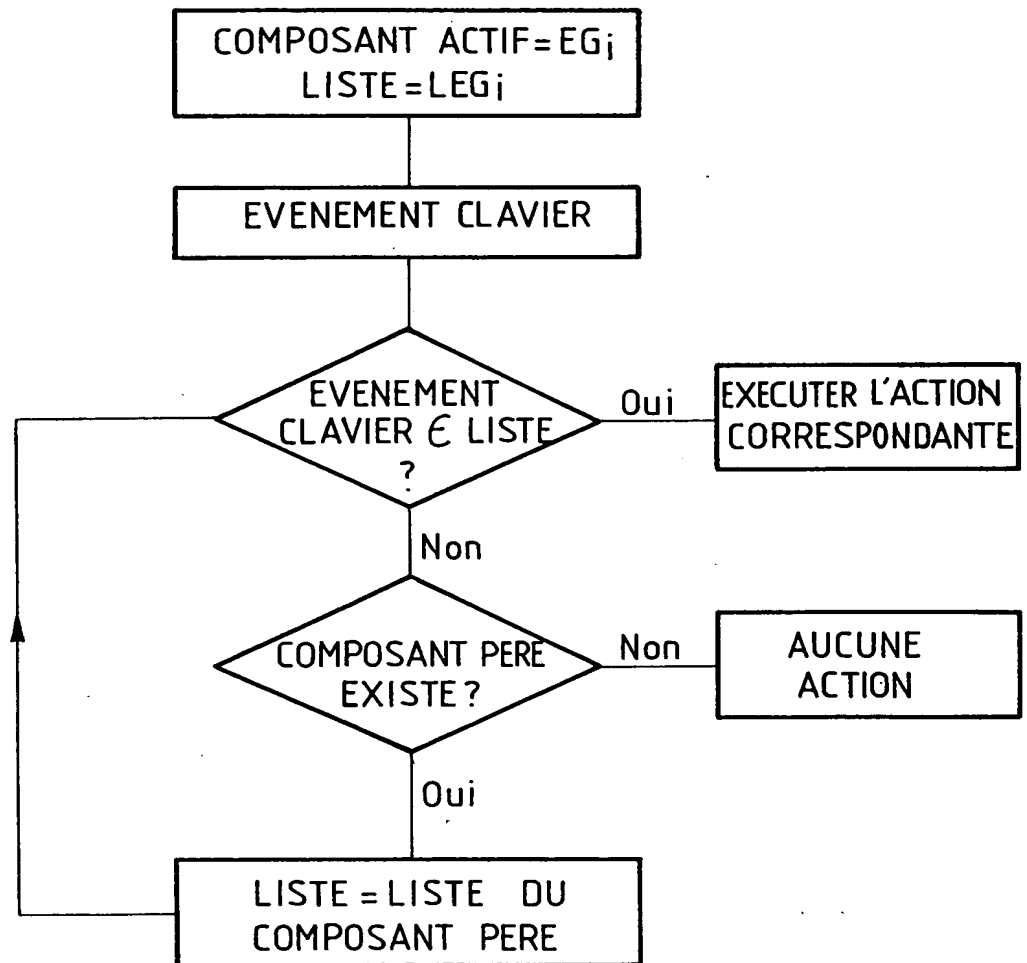 COMPOSANT ACTIF=EGi
LISTE=LEGi
EVENEMENT CLAVIER
EVENEMENT
CLAVIER ∈ LISTE
?
Oui
EXECUTER L'ACTION
CORRESPONDANTE
Non
COMPOSANT PERE
EXISTE?
Non
AUCUNE
ACTION
Oui
LISTE=LISTE DU
COMPOSANT PERE